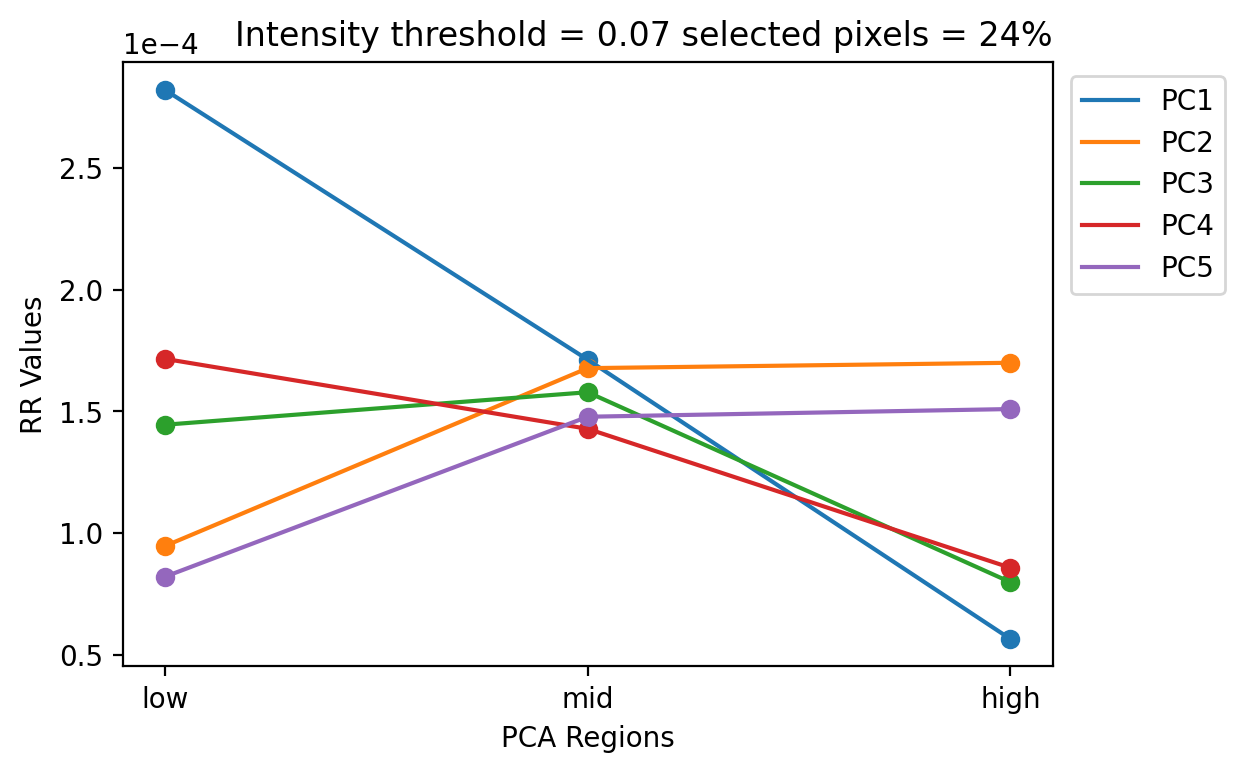 1e−4
Intensity threshold = 0.07 selected pixels = 24%
RR Values
2.5
2.0
1.5
1.0
0.5
low
mid
high
PCA Regions
PC1
PC2
PC3
PC4
PC5